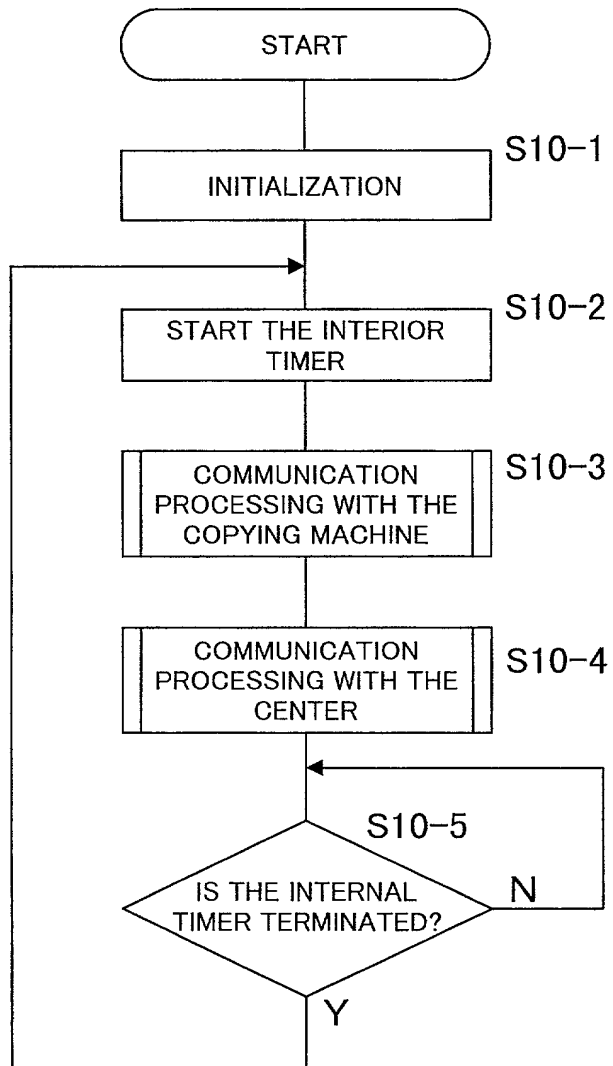 START
S10-1
INITIALIZATION
S10-2
START THE INTERIOR
TIMER
S10-3
COMMUNICATION
PROCESSING WITH THE
COPYING MACHINE
COMMUNICATION
PROCESSING WITH THE
CENTER
S10-4
S10-5
IS THE INTERNAL
TIMER TERMINATED?
N
Y